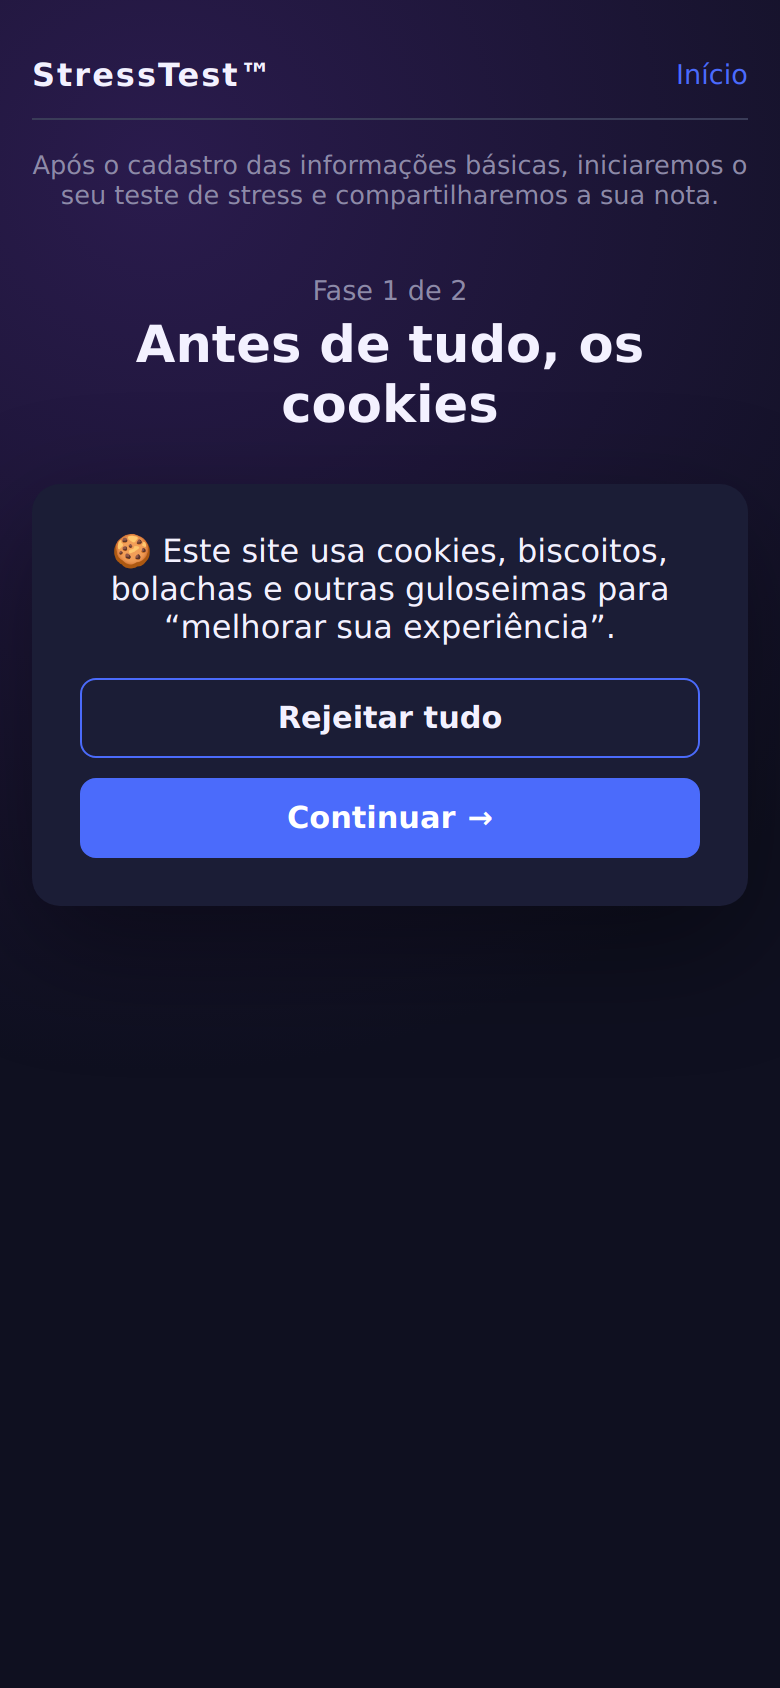 StressTest™
Início
Após o cadastro das informações básicas, iniciaremos o
seu teste de stress e compartilharemos a sua nota.
Fase 1 de 2
Antes de tudo, os
cookies
🍪 Este site usa cookies, biscoitos,
bolachas e outras guloseimas para
“melhorar sua experiência”.
Rejeitar tudo
Continuar →